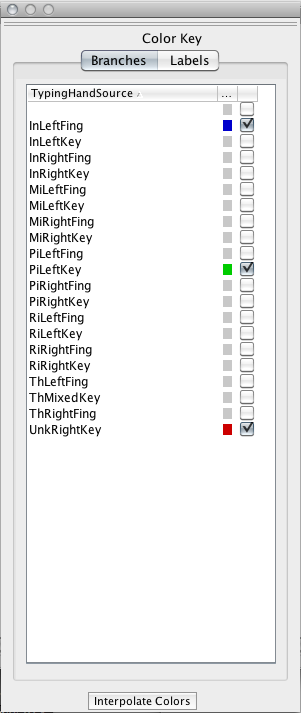 Color Key
Branches Labels
TypingHandSource ...
InLeftFing
InLeftKey
InRightFing
InRightKey
MiLeftFing
MiLeftKey
MiRightFing
MiRightKey
PiLeftFing
PiLeftKey
PiRightFing
PiRightKey
RiLeftFing
RiLeftKey
RiRightFing
RiRightKey
ThLeftFing
ThMixedKey
ThRightFing
UnkRightKey
Interpolate Colors